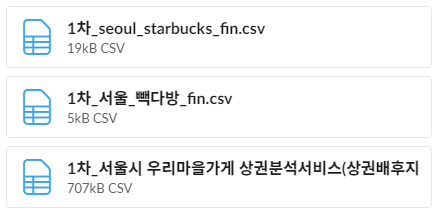 1차_seoul_starbucks_fin.csv
19kB CSV
1차_서울_빽다방_fin.csv
5kB CSV
1차_서울시 우리마을가게 상권분석서비스(상권배후지
707kB CSV